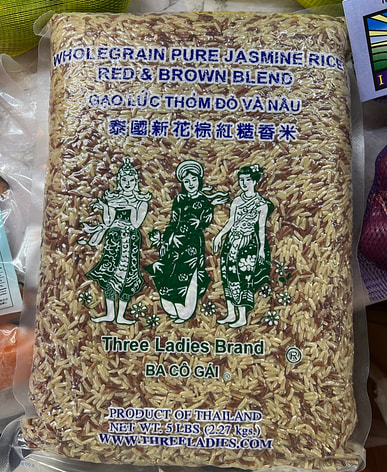 WHOLEGRAIN PURE JASMINE RICE
RED & BROWN BLEND
GẠO LỨC THƠM ĐỎ VÀ NÂU
泰國新花棕紅糙香米
Three Ladies Brand
®
BA CÔ GÁI
PRODUCT OF THAILAND
NET WT. 5 LBS (2.27 kgs.)
WWW.THREELADIES.COM